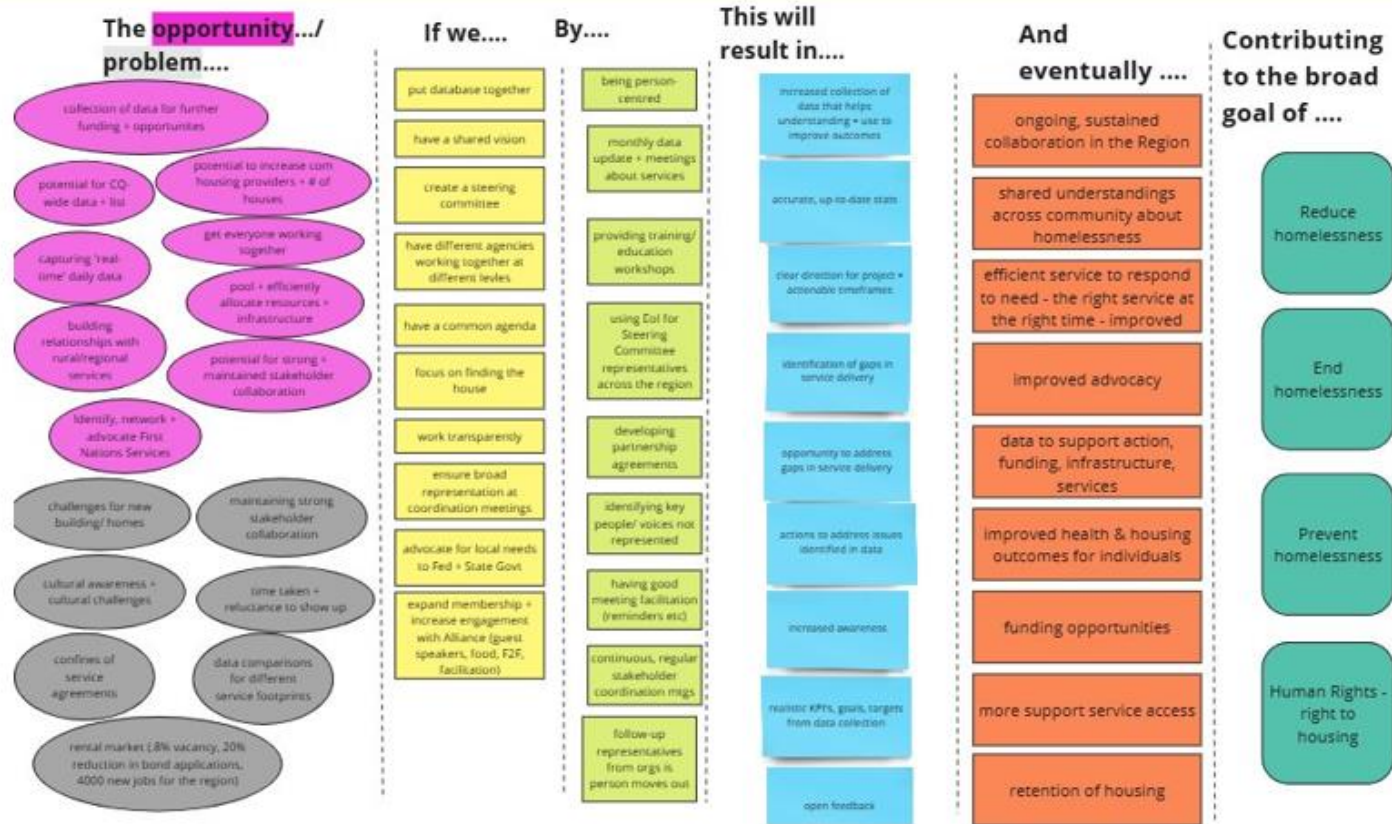 The opportunity.../
problem....
collection of data for further
funding + opportunites
potential to increase com
housing providers + # of
houses
potential for CQ-
wide data + list
get everyone working
together
capturing 'real-
time' daily data
pool + efficiently
allocate resources +
infrastructure
building
relationships with
rural/regional
services
potential for strong +
maintained stakeholder
collaboration
Identify, network +
advocate First
Nations Services
challenges for new
building/ homes
maintaining strong
stakeholder
collaboration
cultural awareness +
cultural challenges
time taken +
reluctance to show up
confines of
service
agreements
data comparisons
for different
service footprints
rental market (.8% vacancy, 20%
reduction in bond applications,
4000 new jobs for the region)
If we....
put database together
have a shared vision
create a steering
committee
have different agencies
working together at
different levles
have a common agenda
focus on finding the
house
work transparently
ensure broad
representation at
coordination meetings
advocate for local needs
to Fed + State Govt
expand membership +
increase engagement
with Alliance (guest
speakers, food, F2F,
facilitation)
By....
being person-
centred
monthly data
update + meetings
about services
providing training/
education
workshops
using EoI for
Steering
Committee
representatives
across the region
developing
partnership
agreements
identifying key
people/ voices not
represented
having good
meeting facilitation
(reminders etc)
continuous, regular
stakeholder
coordination mtgs
follow-up
representatives
from orgs is
person moves out
This will
result in....
increased collection of
data that helps
understanding + use to
improve outcomes
accurate, up-to-date stats
clear direction for project +
actionable timeframes
identification of gaps in
service delivery
opportunity to address
gaps in service delivery
actions to address issues
identified in data
increased awareness
realistic KPI's, goals, targets
from data collection
open feedback
And
eventually ....
ongoing, sustained
collaboration in the Region
shared understandings
across community about
homelessness
efficient service to respond
to need - the right service at
the right time - improved
improved advocacy
data to support action,
funding, infrastructure,
services
improved health & housing
outcomes for individuals
funding opportunities
more support service access
retention of housing
Contributing
to the broad
goal of ....
Reduce
homelessness
End
homelessness
Prevent
homelessness
Human Rights -
right to
housing